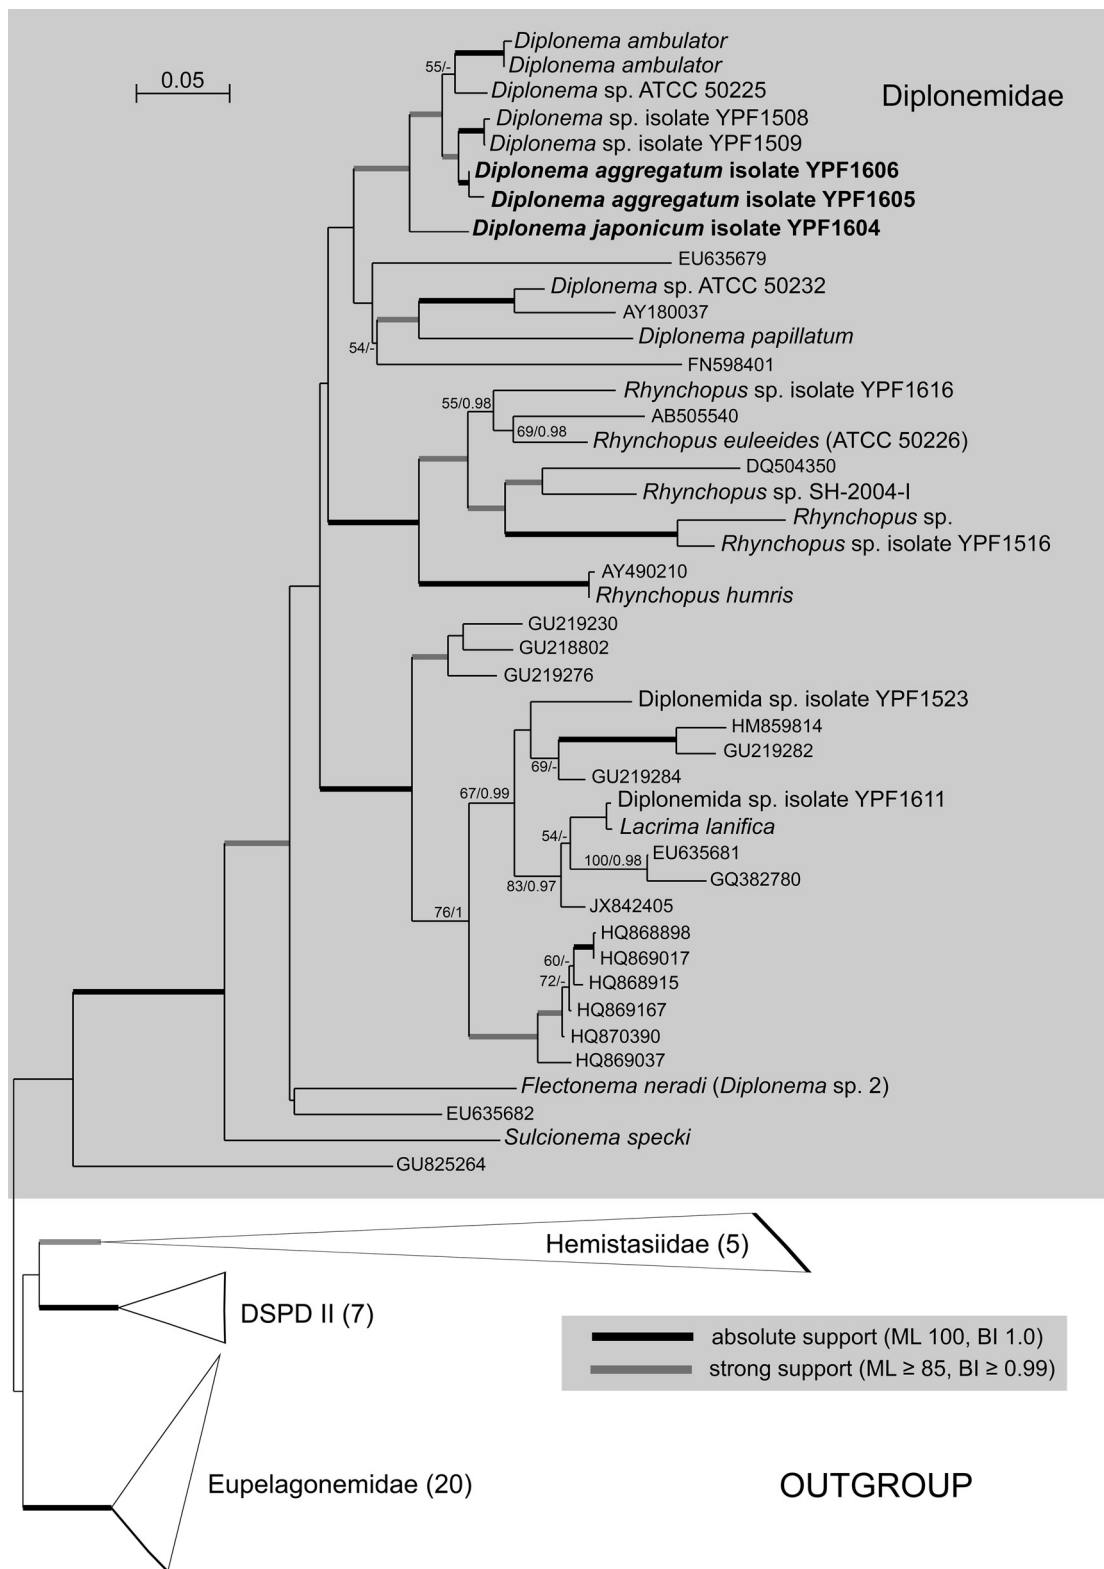 Diplonema ambulator
Diplonema ambulator
55/-
0.05
Diplonema sp. ATCC 50225
Diplonemidae
Diplonema sp. isolate YPF1508
Diplonema sp. isolate YPF1509
Diplonema aggregatum isolate YPF1606
Diplonema aggregatum isolate YPF1605
Diplonema japonicum isolate YPF1604
EU635679
Diplonema sp. ATCC 50232
AY180037
Diplonema papillatum
54/-
FN598401
Rhynchopus sp. isolate YPF1616
55/0.98
AB505540
69/0.98
Rhynchopus euleeides (ATCC 50226)
DQ504350
Rhynchopus sp. SH-2004-I
Rhynchopus sp.
Rhynchopus sp. isolate YPF1516
AY490210
Rhynchopus humris
GU219230
GU218802
GU219276
Diplonemida sp. isolate YPF1523
HM859814
GU219282
69/-
GU219284
67/0.99
Diplonemida sp. isolate YPF1611
Lacrima lanifica
54/-
EU635681
100/0.98
GQ382780
83/0.97
JX842405
76/1
HQ868898
HQ869017
60/-
72/-
HQ868915
HQ869167
HQ870390
HQ869037
Flectonema neradi (Diplonema sp. 2)
EU635682
Sulcionema specki
GU825264
Hemistasiidae (5)
DSPD II (7)
absolute support (ML 100, BI 1.0)
strong support (ML ≥ 85, BI ≥ 0.99)
Eupelagonemidae (20)
OUTGROUP